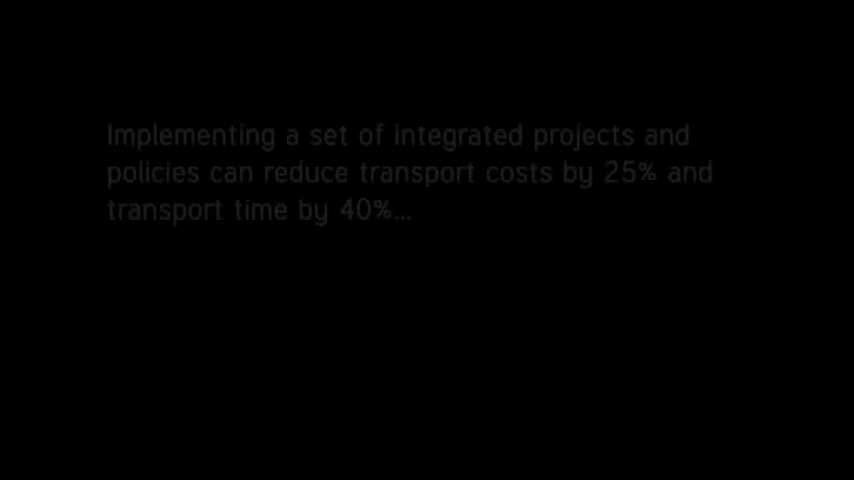 Implementing a set of integrated projects and
policies can reduce transport costs by 25% and
transport time by 40%...